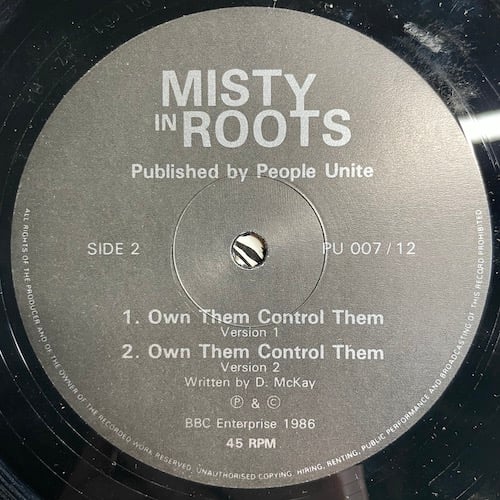 MISTY
IN ROOTS
Published by People Unite
SIDE 2
PU 007 / 12
1. Own Them Control Them
Version 1
2. Own Them Control Them
Version 2
Written by D. McKay
Ⓟ & ©
BBC Enterprise 1986
45 RPM
ALL RIGHTS OF THE PRODUCER AND OF THE OWNER OF THE RECORDED WORK RESERVED. UNAUTHORISED COPYING, HIRING, RENTING, PUBLIC PERFORMANCE AND BROADCASTING OF THIS RECORD PROHIBITED